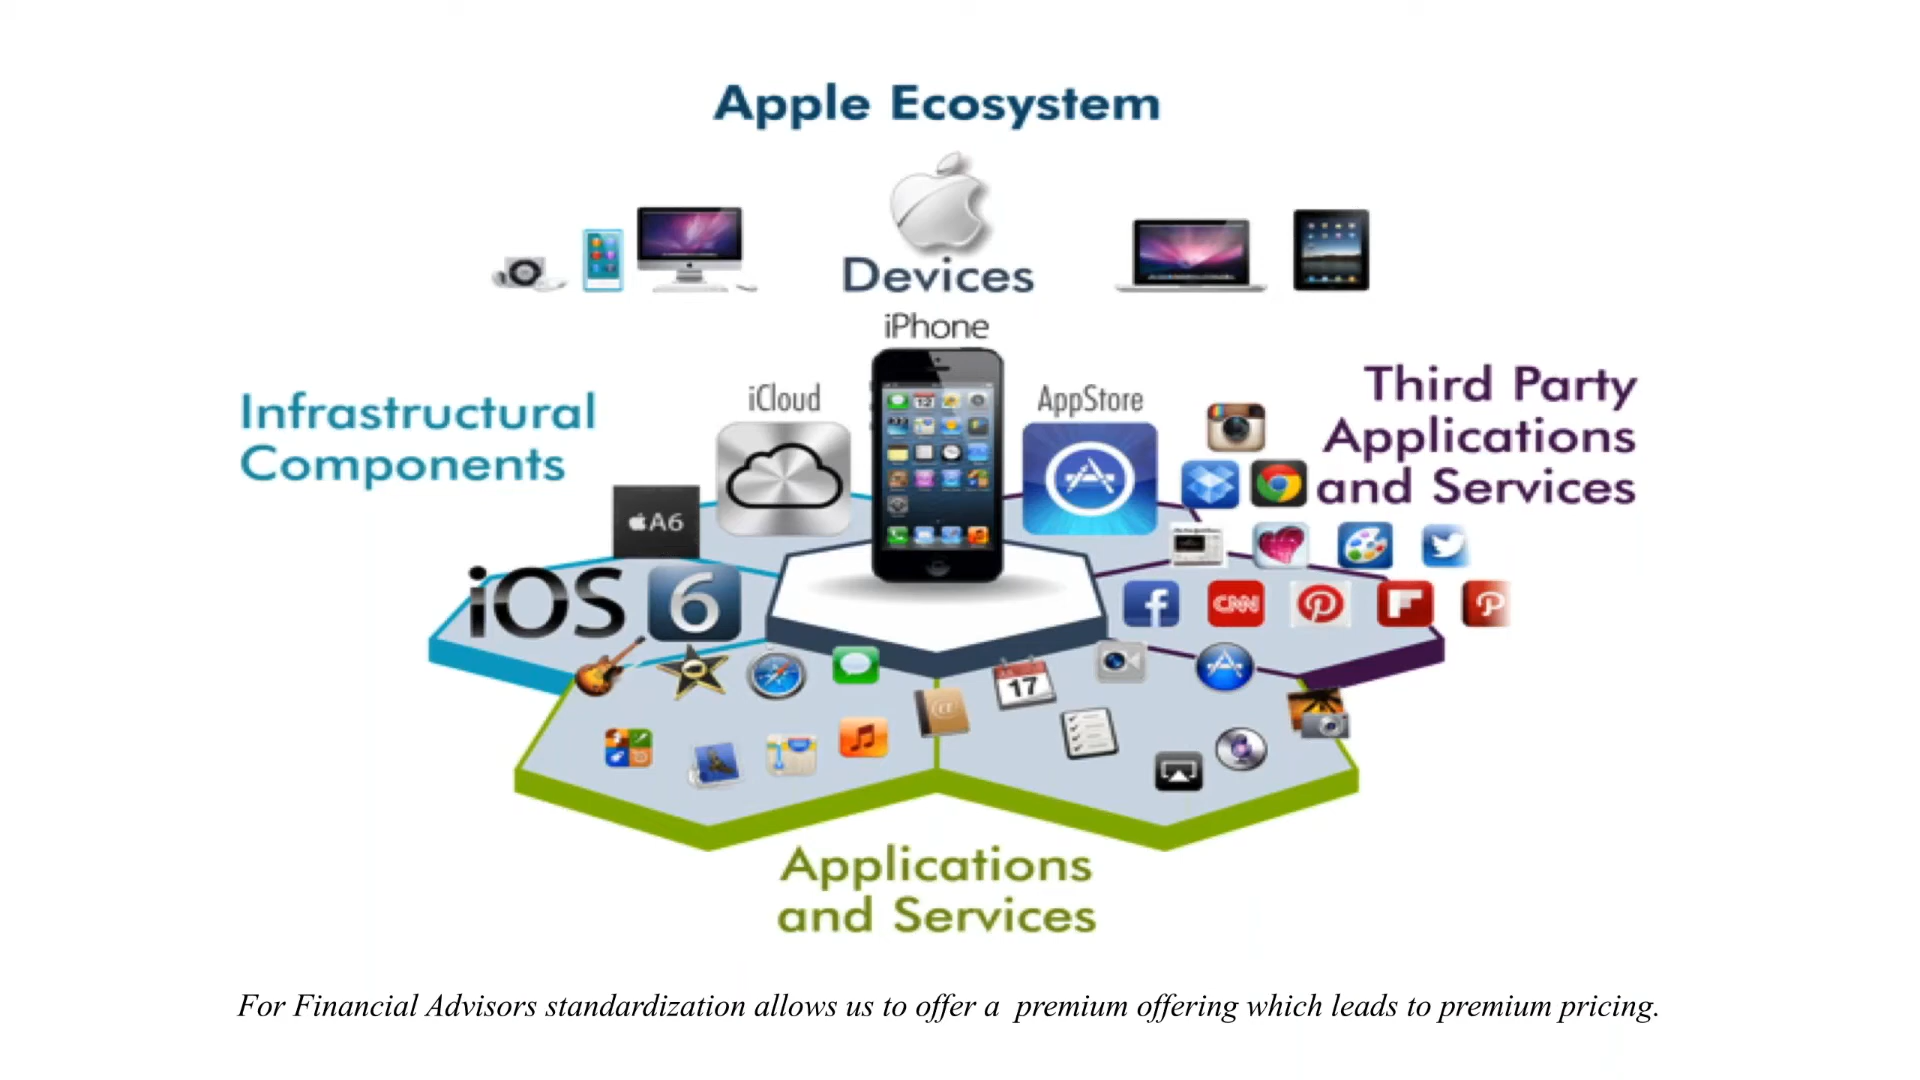 Apple Ecosystem
Devices
iPhone
iCloud
AppStore
Infrastructural
Components
Third Party
Applications
and Services
A6
iOS 6
CNN
17
Applications
and Services
For Financial Advisors standardization allows us to offer a  premium offering which leads to premium pricing.